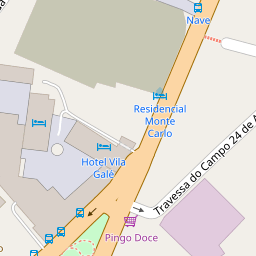 Nave
Residencial
Monte
Carlo
Hotel Vila
Galé
Travessa do Campo 24 de
Pingo Doce